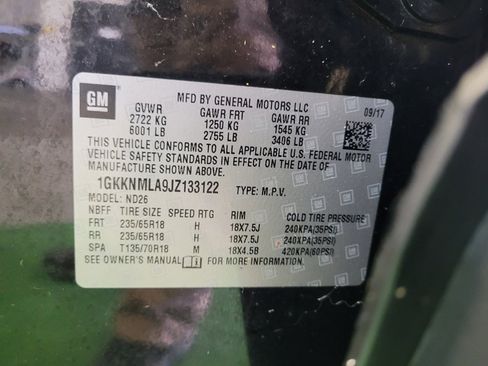 GM
MFD BY GENERAL MOTORS LLC
09/17
GVWR GAWR FRT GAWR RR
2722 KG 1250 KG 1545 KG
6001 LB 2755 LB 3406 LB
THIS VEHICLE CONFORMS TO ALL APPLICABLE U.S. FEDERAL MOTOR
VEHICLE SAFETY STANDARDS IN EFFECT ON THE DATE OF
MANUFACTURE SHOWN ABOVE.
1GKKNMLA9JZ133122 TYPE: M.P.V.
MODEL: ND26
NBFF TIRE SIZE SPEED RTG RIM COLD TIRE PRESSURE
FRT 235/65R18 H 18X7.5J 240KPA(35PSI)
RR 235/65R18 H 18X7.5J 240KPA(35PSI)
SPA T135/70R18 M 18X4.5B 420KPA(60PSI)
SEE OWNER'S MANUAL